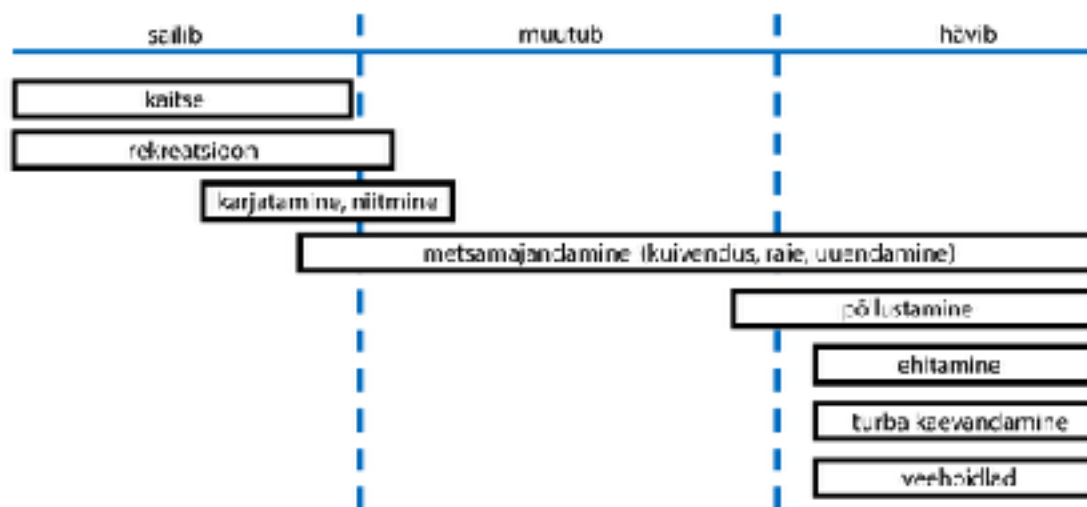 säilib muutub hävib
kaitse
rekreatsioon
karjatamine, niitmine
metsamajandamine (kuivendus, raie, uuendamine)
põllustamine
ehitamine
turba kaevandamine
veehoidlad